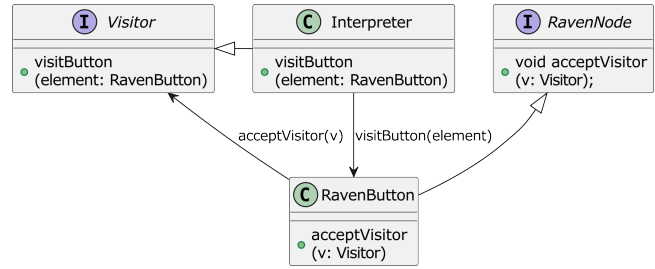 I Visitor
visitButton
(element: RavenButton)
C Interpreter
visitButton
(element: RavenButton)
I RavenNode
void acceptVisitor
(v: Visitor);
acceptVisitor(v)
visitButton(element)
C RavenButton
acceptVisitor
(v: Visitor)